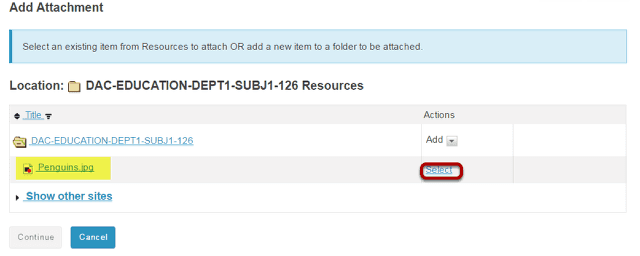 Add Attachment
Select an existing item from Resources to attach OR add a new item to a folder to be attached.
Location: DAC-EDUCATION-DEPT1-SUBJ1-126 Resources
Title Actions
DAC-EDUCATION-DEPT1-SUBJ1-126 Add
Penguins.jpg Select
Show other sites
Continue Cancel